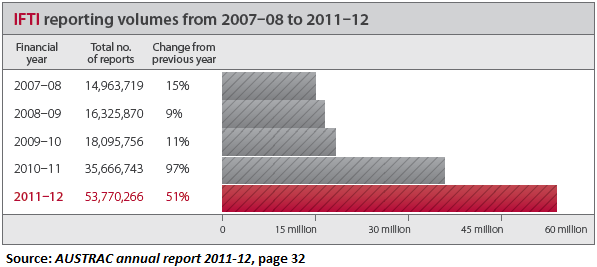 IFTI reporting volumes from 2007–08 to 2011–12
Financial year Total no. of reports Change from previous year
2007–08 14,963,719 15%
2008–09 16,325,870 9%
2009–10 18,095,756 11%
2010–11 35,666,743 97%
2011–12 53,770,266 51%
0 15 million 30 million 45 million 60 million
Source: AUSTRAC annual report 2011-12, page 32